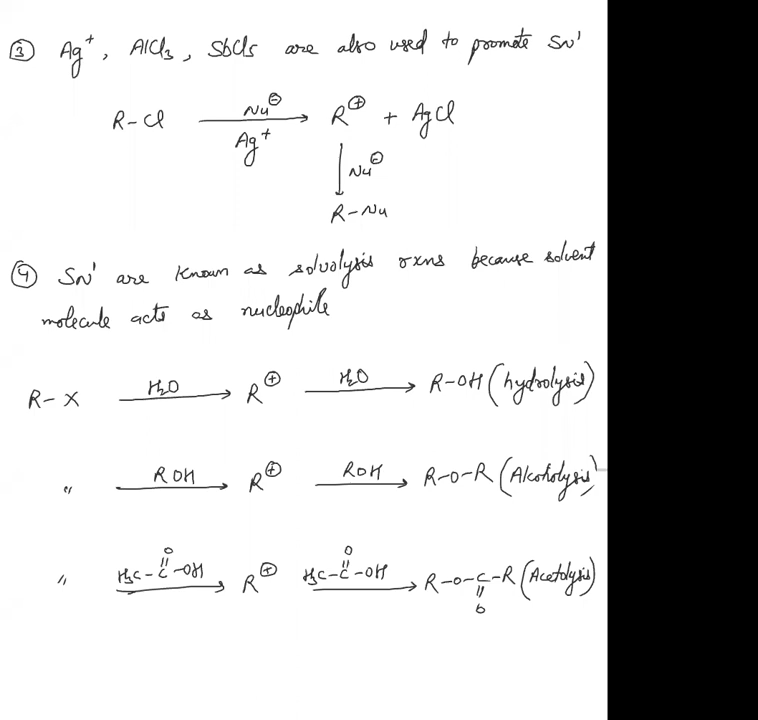 ③ Ag⁺, AlCl₃, SbCl₅ are also used to promote SN¹
R-Cl —Nu⊖/Ag⁺→ R⊕ + AgCl
↓ Nu⊖
R-Nu
④ SN¹ are known as solvolysis rxns because solvent
molecule acts as nucleophile
R-X —H₂O→ R⊕ —H₂O→ R-OH (hydrolysis)
" —ROH→ R⊕ —ROH→ R-O-R (Alcoholysis)
" —H₃C-C(=O)-OH→ R⊕ —H₃C-C(=O)-OH→ R-O-C(=O)-R (Acetolysis)